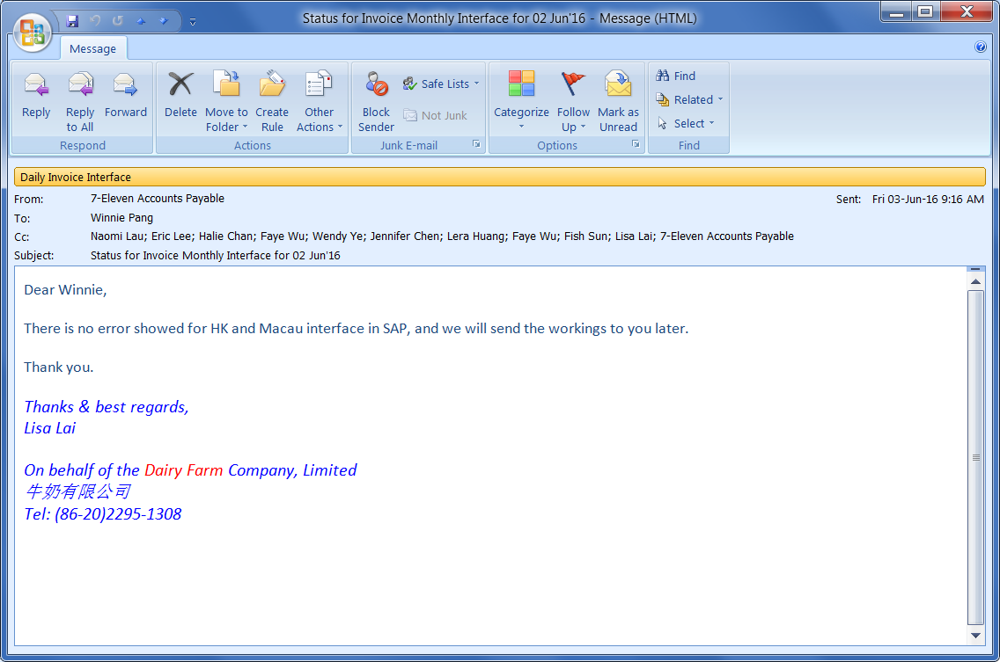 Status for Invoice Monthly Interface for 02 Jun'16 - Message (HTML)
Message
Reply
Reply to All
Forward
Respond
Delete
Move to Folder
Create Rule
Other Actions
Actions
Block Sender
Safe Lists
Not Junk
Junk E-mail
Categorize
Follow Up
Mark as Unread
Options
Find
Related
Select
Find
Daily Invoice Interface
From: 7-Eleven Accounts Payable Sent: Fri 03-Jun-16 9:16 AM
To: Winnie Pang
Cc: Naomi Lau; Eric Lee; Halie Chan; Faye Wu; Wendy Ye; Jennifer Chen; Lera Huang; Faye Wu; Fish Sun; Lisa Lai; 7-Eleven Accounts Payable
Subject: Status for Invoice Monthly Interface for 02 Jun'16
Dear Winnie,
There is no error showed for HK and Macau interface in SAP, and we will send the workings to you later.
Thank you.
Thanks & best regards,
Lisa Lai
On behalf of the Dairy Farm Company, Limited
牛奶有限公司
Tel: (86-20)2295-1308